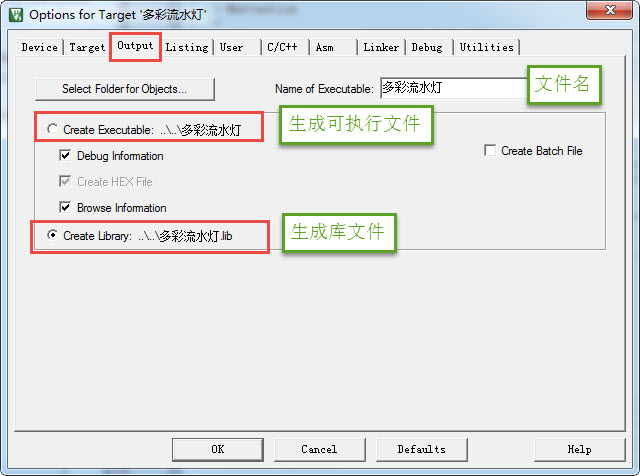 Options for Target '多彩流水灯'
Device Target Output Listing User C/C++ Asm Linker Debug Utilities
Select Folder for Objects... Name of Executable: 多彩流水灯 文件名
Create Executable: ..\..\多彩流水灯 生成可执行文件
Debug Information Create Batch File
Create HEX File
Browse Information
Create Library: ..\..\多彩流水灯.lib 生成库文件
OK Cancel Defaults Help